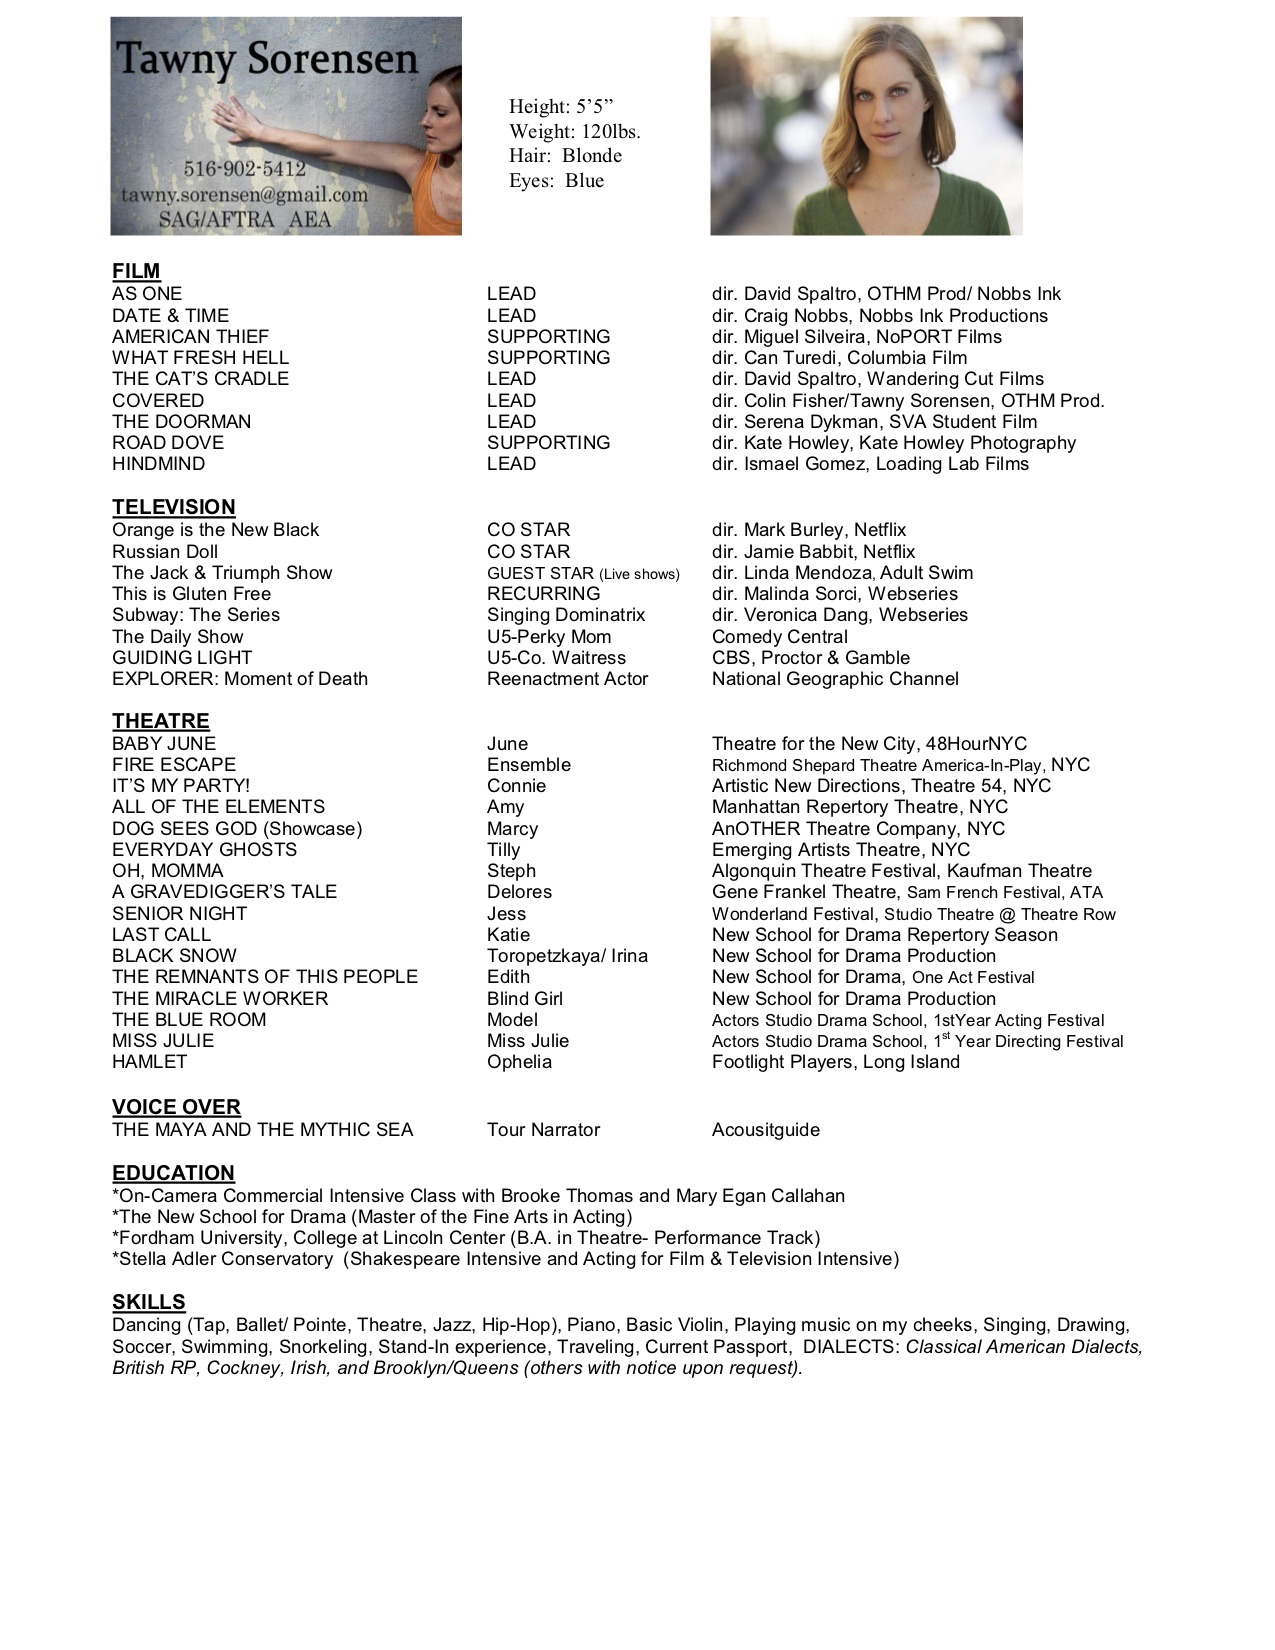 Tawny Sorensen
516-902-5412
tawny.sorensen@gmail.com
SAG/AFTRA AEA
Height: 5’5”
Weight: 120lbs.
Hair: Blonde
Eyes: Blue
FILM
AS ONE LEAD dir. David Spaltro, OTHM Prod/ Nobbs Ink
DATE & TIME LEAD dir. Craig Nobbs, Nobbs Ink Productions
AMERICAN THIEF SUPPORTING dir. Miguel Silveira, NoPORT Films
WHAT FRESH HELL SUPPORTING dir. Can Turedi, Columbia Film
THE CAT’S CRADLE LEAD dir. David Spaltro, Wandering Cut Films
COVERED LEAD dir. Colin Fisher/Tawny Sorensen, OTHM Prod.
THE DOORMAN LEAD dir. Serena Dykman, SVA Student Film
ROAD DOVE SUPPORTING dir. Kate Howley, Kate Howley Photography
HINDMIND LEAD dir. Ismael Gomez, Loading Lab Films
TELEVISION
Orange is the New Black CO STAR dir. Mark Burley, Netflix
Russian Doll CO STAR dir. Jamie Babbit, Netflix
The Jack & Triumph Show GUEST STAR (Live shows) dir. Linda Mendoza, Adult Swim
This is Gluten Free RECURRING dir. Malinda Sorci, Webseries
Subway: The Series Singing Dominatrix dir. Veronica Dang, Webseries
The Daily Show U5-Perky Mom Comedy Central
GUIDING LIGHT U5-Co. Waitress CBS, Proctor & Gamble
EXPLORER: Moment of Death Reenactment Actor National Geographic Channel
THEATRE
BABY JUNE June Theatre for the New City, 48HourNYC
FIRE ESCAPE Ensemble Richmond Shepard Theatre America-In-Play, NYC
IT’S MY PARTY! Connie Artistic New Directions, Theatre 54, NYC
ALL OF THE ELEMENTS Amy Manhattan Repertory Theatre, NYC
DOG SEES GOD (Showcase) Marcy AnOTHER Theatre Company, NYC
EVERYDAY GHOSTS Tilly Emerging Artists Theatre, NYC
OH, MOMMA Steph Algonquin Theatre Festival, Kaufman Theatre
A GRAVEDIGGER’S TALE Delores Gene Frankel Theatre, Sam French Festival, ATA
SENIOR NIGHT Jess Wonderland Festival, Studio Theatre @ Theatre Row
LAST CALL Katie New School for Drama Repertory Season
BLACK SNOW Toropetzkaya/ Irina New School for Drama Production
THE REMNANTS OF THIS PEOPLE Edith New School for Drama, One Act Festival
THE MIRACLE WORKER Blind Girl New School for Drama Production
THE BLUE ROOM Model Actors Studio Drama School, 1stYear Acting Festival
MISS JULIE Miss Julie Actors Studio Drama School, 1st Year Directing Festival
HAMLET Ophelia Footlight Players, Long Island
VOICE OVER
THE MAYA AND THE MYTHIC SEA Tour Narrator Acousitguide
EDUCATION
*On-Camera Commercial Intensive Class with Brooke Thomas and Mary Egan Callahan
*The New School for Drama (Master of the Fine Arts in Acting)
*Fordham University, College at Lincoln Center (B.A. in Theatre- Performance Track)
*Stella Adler Conservatory (Shakespeare Intensive and Acting for Film & Television Intensive)
SKILLS
Dancing (Tap, Ballet/ Pointe, Theatre, Jazz, Hip-Hop), Piano, Basic Violin, Playing music on my cheeks, Singing, Drawing,
Soccer, Swimming, Snorkeling, Stand-In experience, Traveling, Current Passport, DIALECTS: Classical American Dialects,
British RP, Cockney, Irish, and Brooklyn/Queens (others with notice upon request).